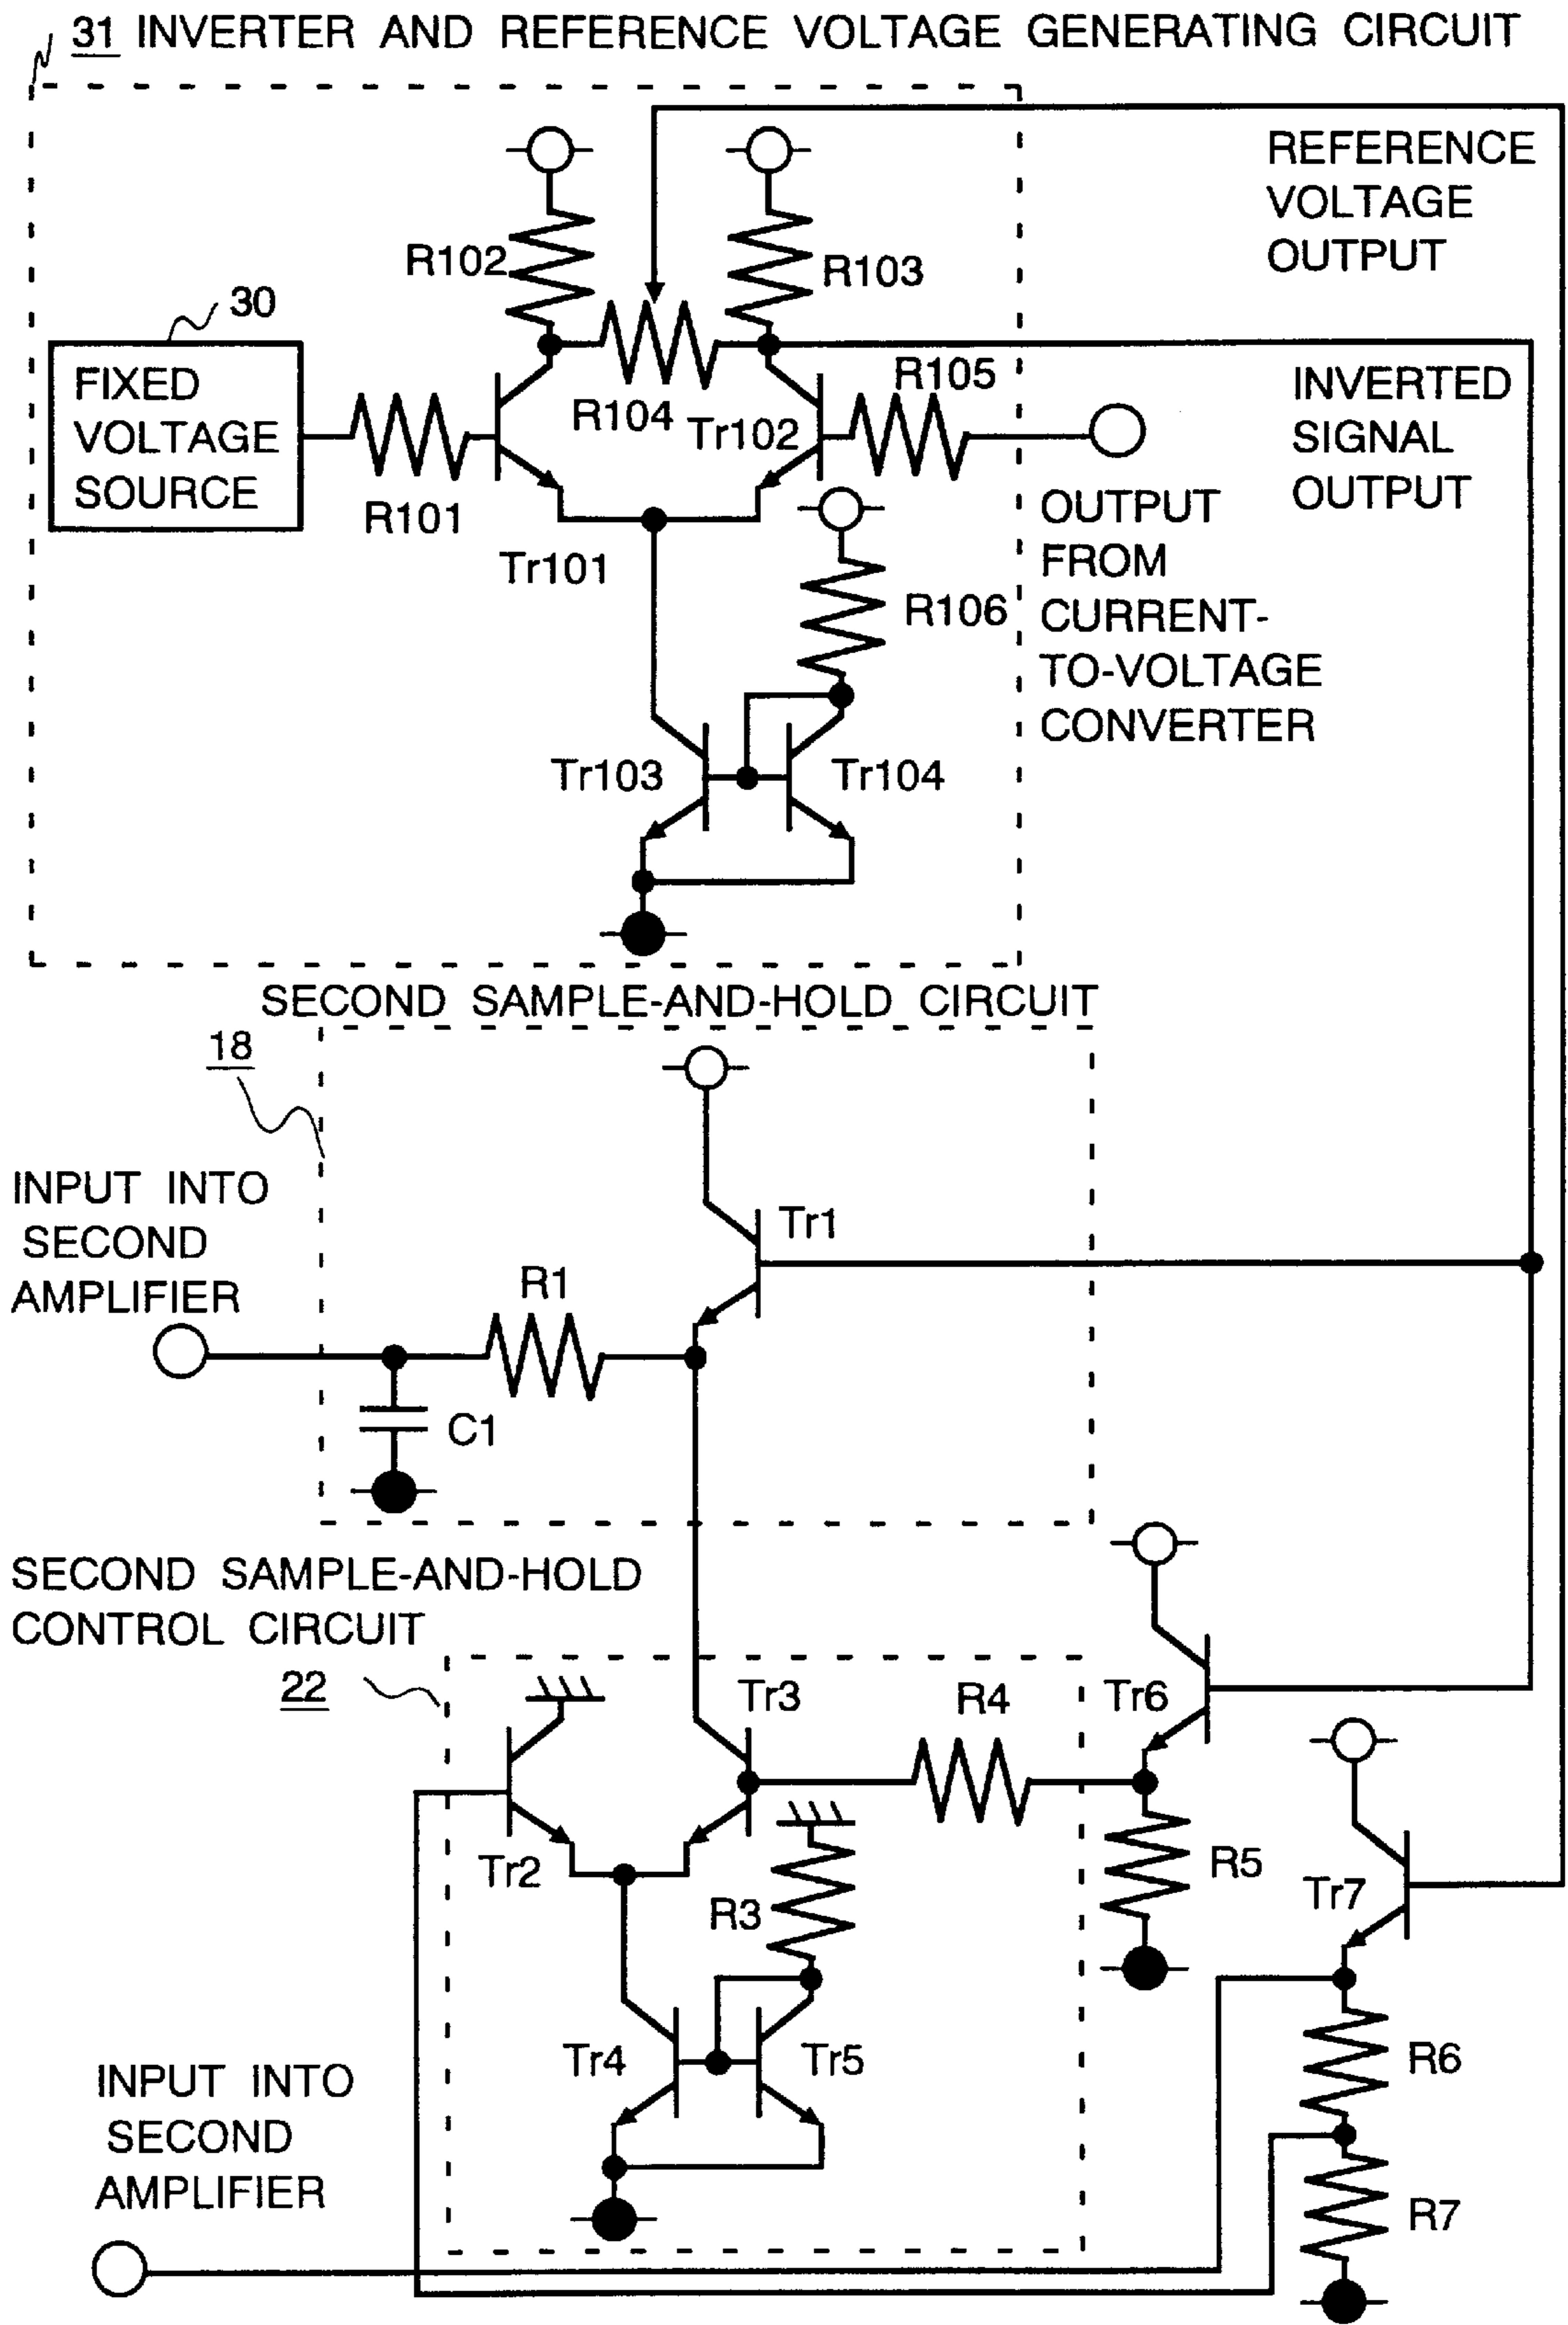 31 INVERTER AND REFERENCE VOLTAGE GENERATING CIRCUIT
REFERENCE
VOLTAGE
OUTPUT
R102
R103
30
FIXED
VOLTAGE
SOURCE
R101
R104
Tr102
R105
INVERTED
SIGNAL
OUTPUT
Tr101
OUTPUT
FROM
CURRENT-
TO-VOLTAGE
CONVERTER
R106
Tr103
Tr104
SECOND SAMPLE-AND-HOLD CIRCUIT
18
INPUT INTO
SECOND
AMPLIFIER
Tr1
R1
C1
SECOND SAMPLE-AND-HOLD
CONTROL CIRCUIT
22
Tr3
R4
Tr6
Tr2
R3
R5
Tr7
Tr4
Tr5
R6
INPUT INTO
SECOND
AMPLIFIER
R7